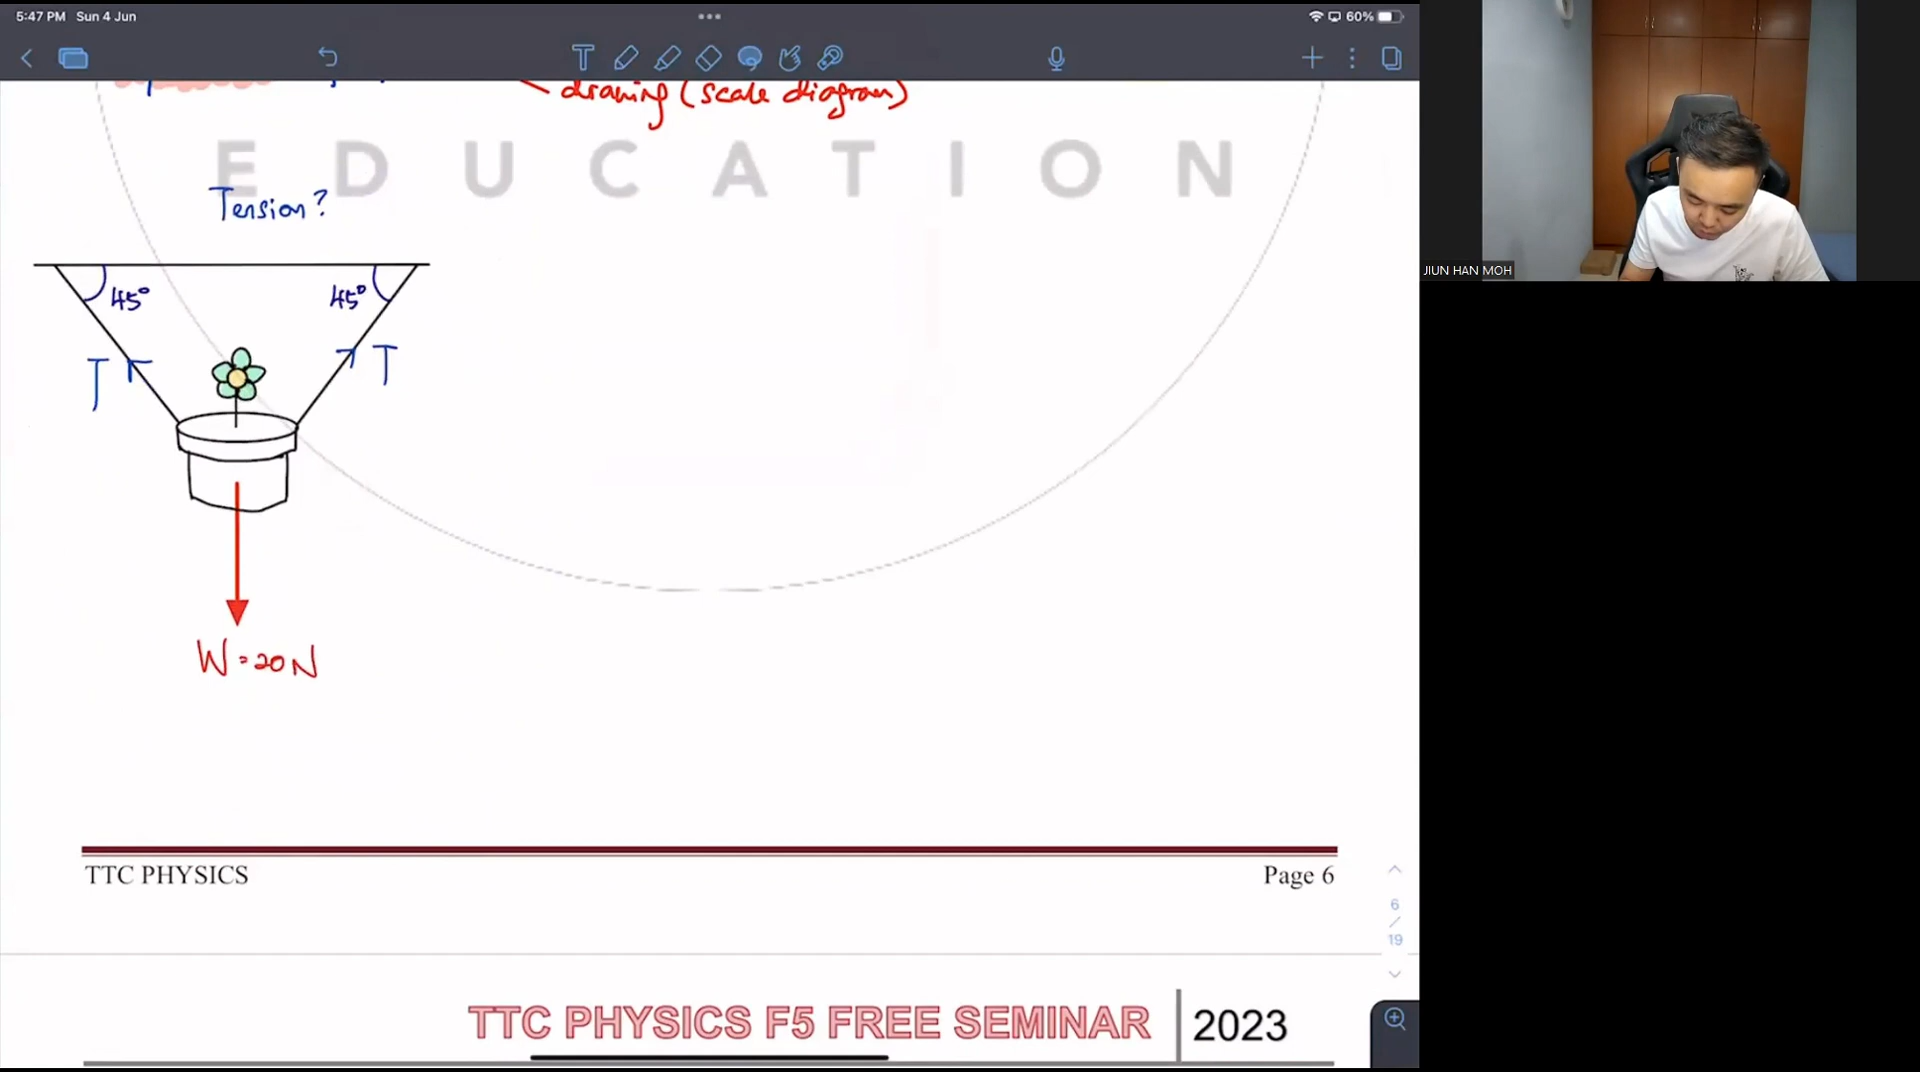 5:47 PM Sun 4 Jun
60%
drawing (scale diagram)
EDUCATION
Tension?
45° 45°
T T
W = 20N
JIUN HAN MOH
TTC PHYSICS Page 6
6
/
19
TTC PHYSICS F5 FREE SEMINAR 2023